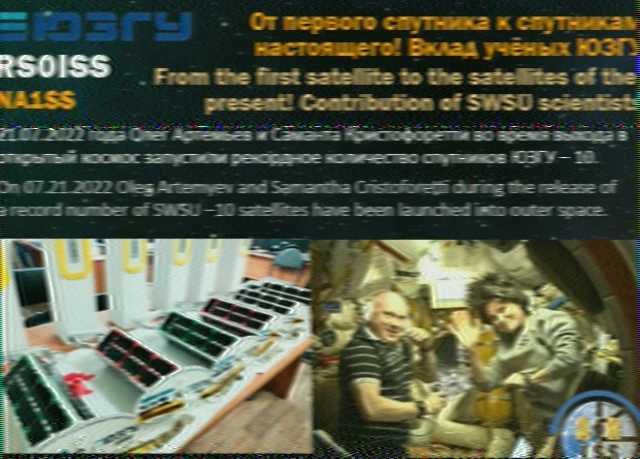 ЮЗГУ
От первого спутника к спутникам
RS0ISS
настоящего! Вклад учёных ЮЗГУ
From the first satellite to the satellites of the
NA1SS
present! Contribution of SWSU scientist
21.07.2022 года Олег Артемьев и Саманта Кристофоретти во время выхода в
открытый космос запустили рекордное количество спутников ЮЗГУ – 10.
On 07.21.2022 Oleg Artemyev and Samantha Cristoforetti during the release of
a record number of SWSU –10 satellites have been launched into outer space.
ISS